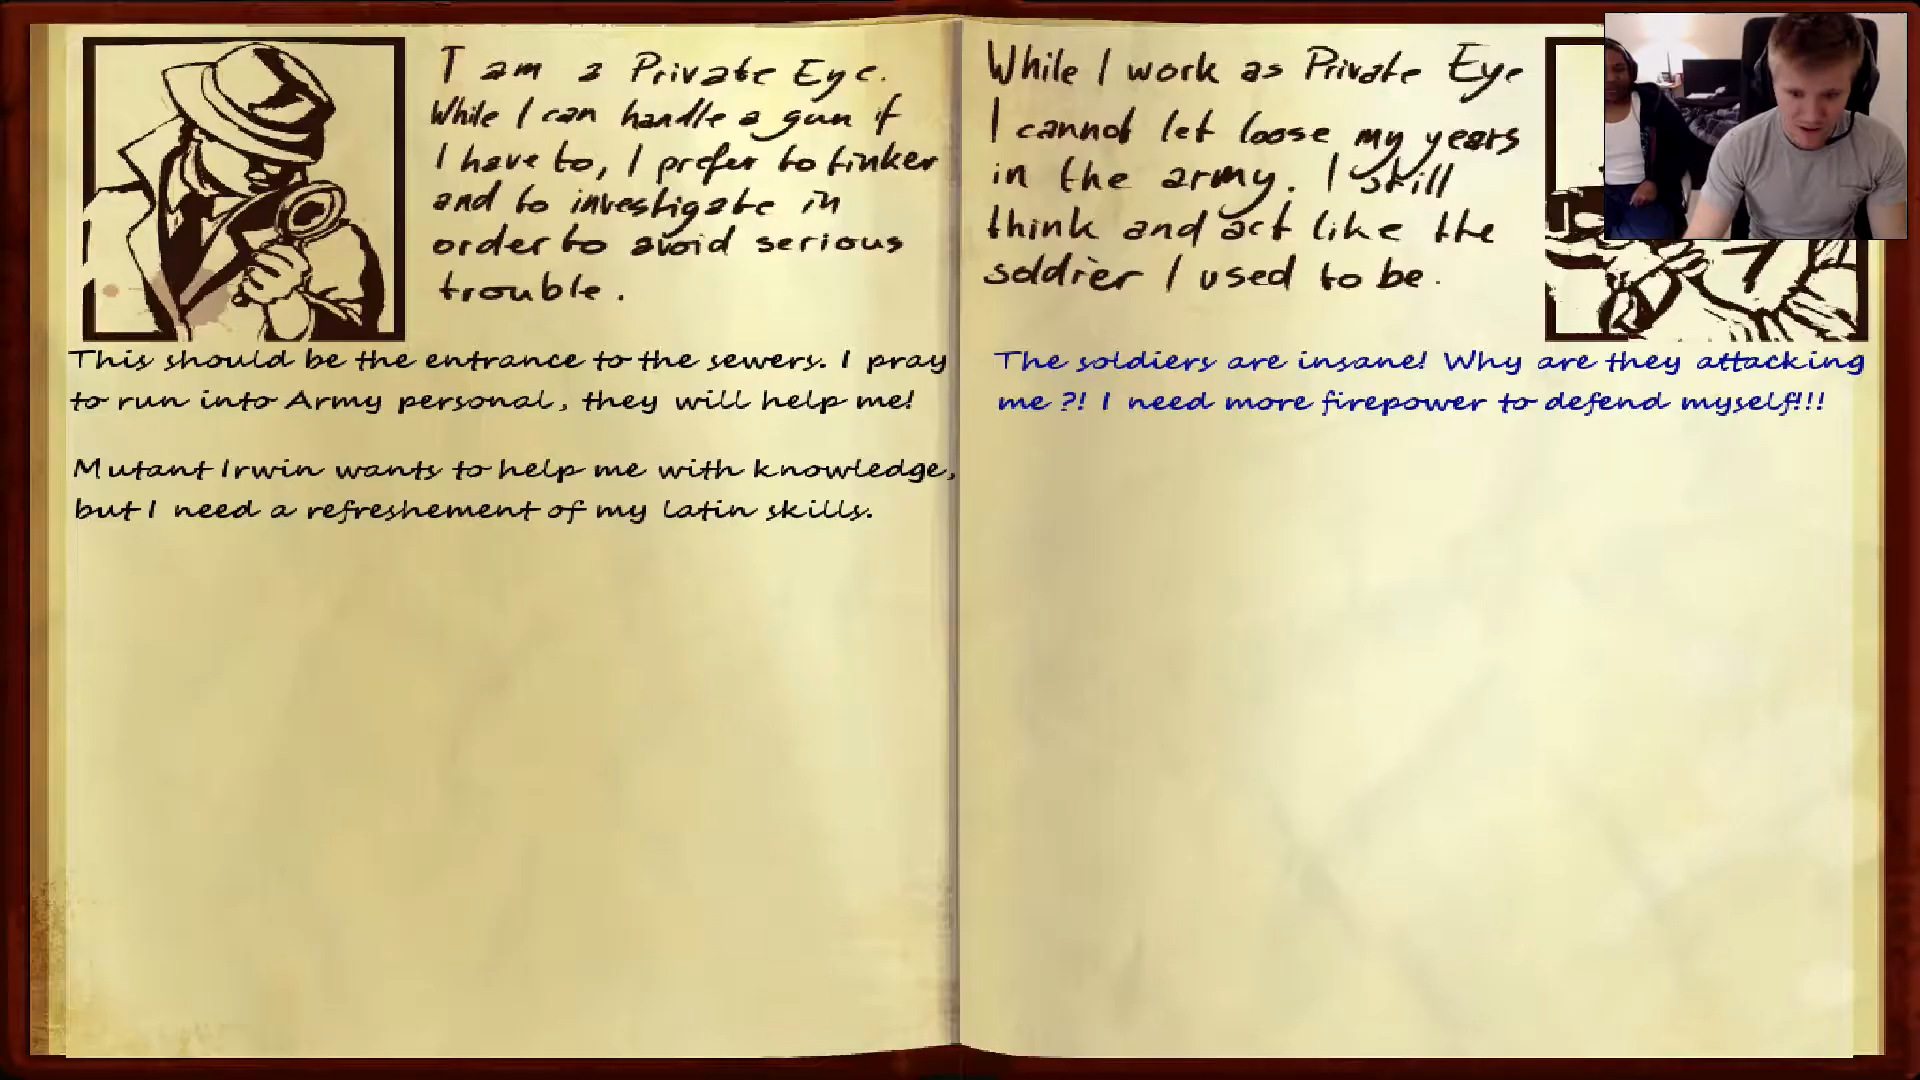 I am a Private Eye.
While I can handle a gun if
I have to, I prefer to tinker
and to investigate in
order to avoid serious
trouble.
This should be the entrance to the sewers. I pray
to run into Army personal, they will help me!
Mutant Irwin wants to help me with knowledge,
but I need a refreshement of my latin skills.
While I work as Private Eye
I cannot let loose my years
in the army. I still
think and act like the
soldier I used to be.
The soldiers are insane! Why are they attacking
me ?! I need more firepower to defend myself!!!